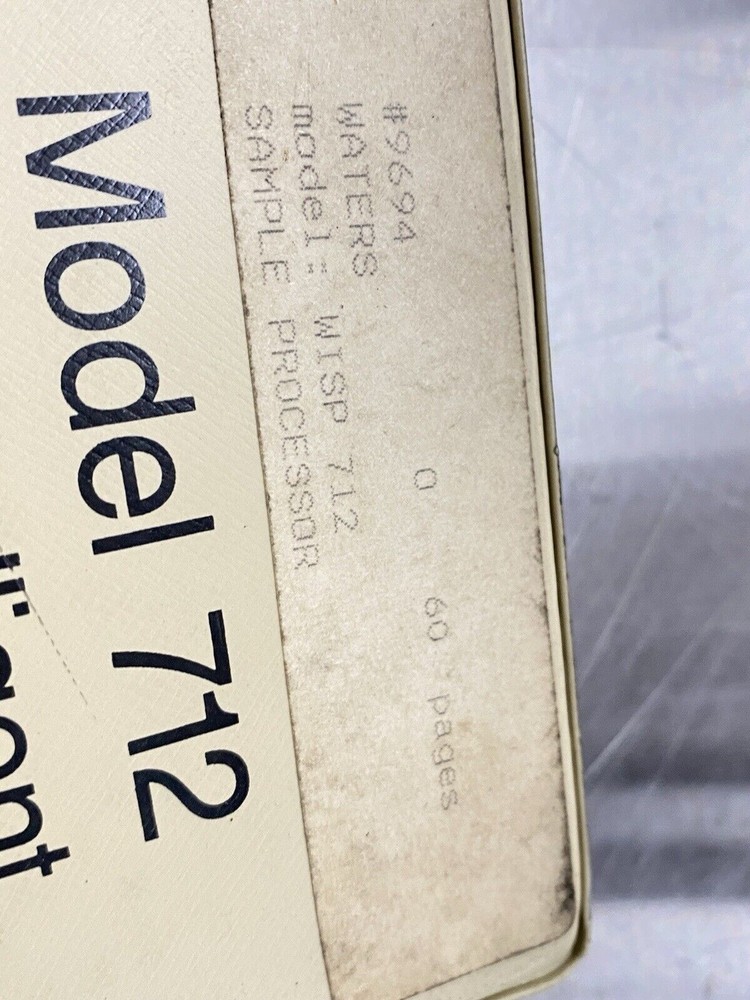 #9694 0 60 pages
WATERS
model: WISP 712
SAMPLE PROCESSOR
Model 712